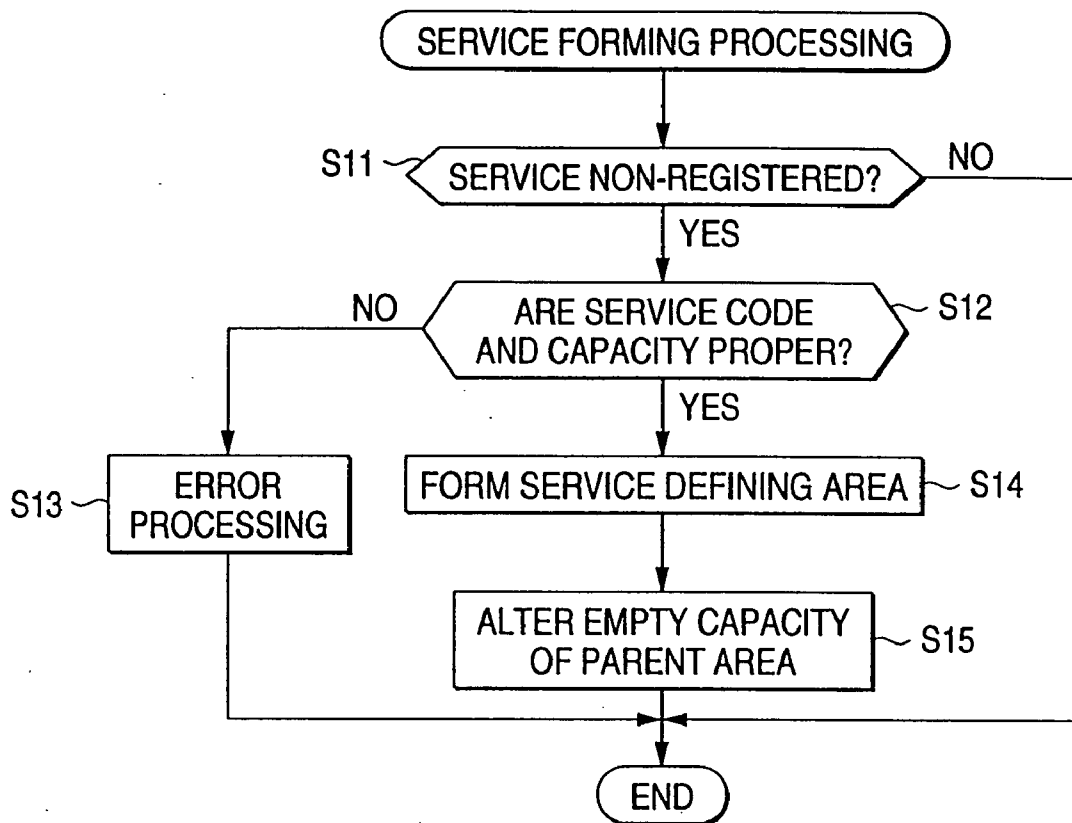 SERVICE FORMING PROCESSING
S11
SERVICE NON-REGISTERED?
NO
YES
NO
ARE SERVICE CODE
AND CAPACITY PROPER?
S12
YES
S13
ERROR
PROCESSING
FORM SERVICE DEFINING AREA
S14
ALTER EMPTY CAPACITY
OF PARENT AREA
S15
END